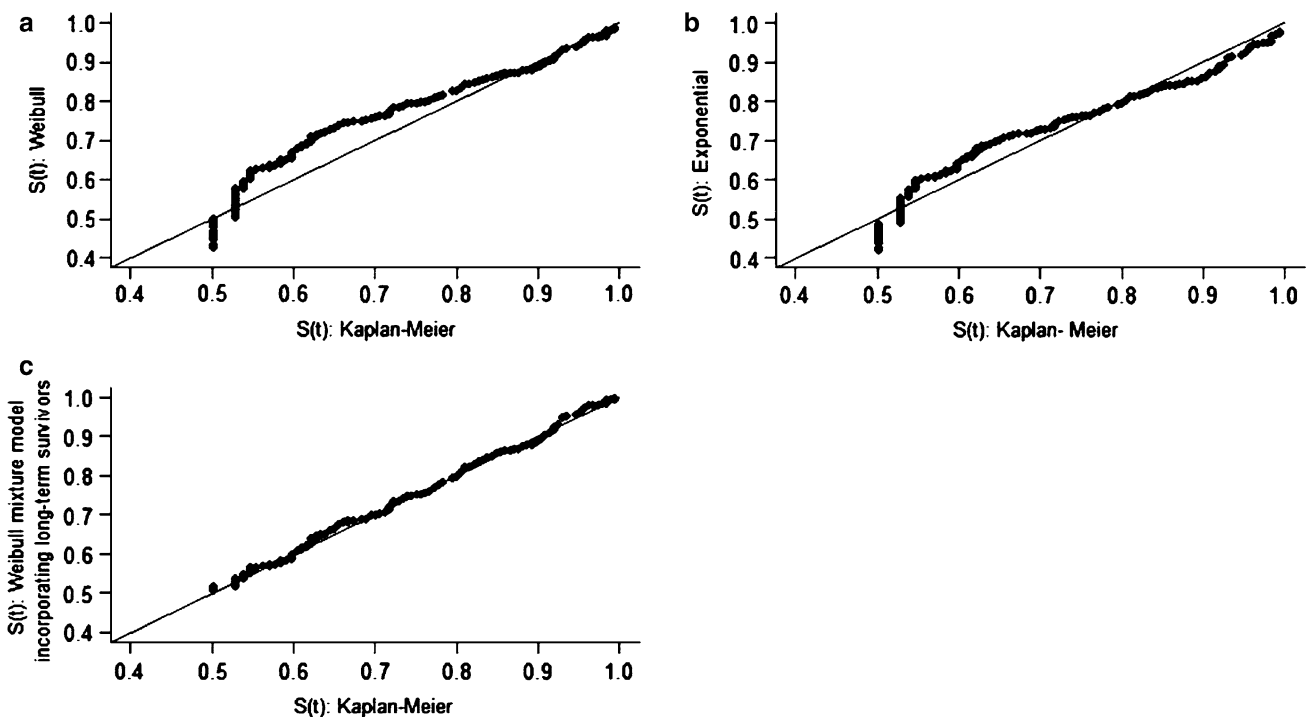 a
1.0
0.9
0.8
0.7
0.6
0.5
0.4
S(t): Weibull
0.4 0.5 0.6 0.7 0.8 0.9 1.0
S(t): Kaplan-Meier
b
1.0
0.9
0.8
0.7
0.6
0.5
0.4
S(t): Exponential
0.4 0.5 0.6 0.7 0.8 0.9 1.0
S(t): Kaplan- Meier
c
1.0
0.9
0.8
0.7
0.6
0.5
0.4
S(t): Weibull mixture model
incorporating long-term survivors
0.4 0.5 0.6 0.7 0.8 0.9 1.0
S(t): Kaplan-Meier